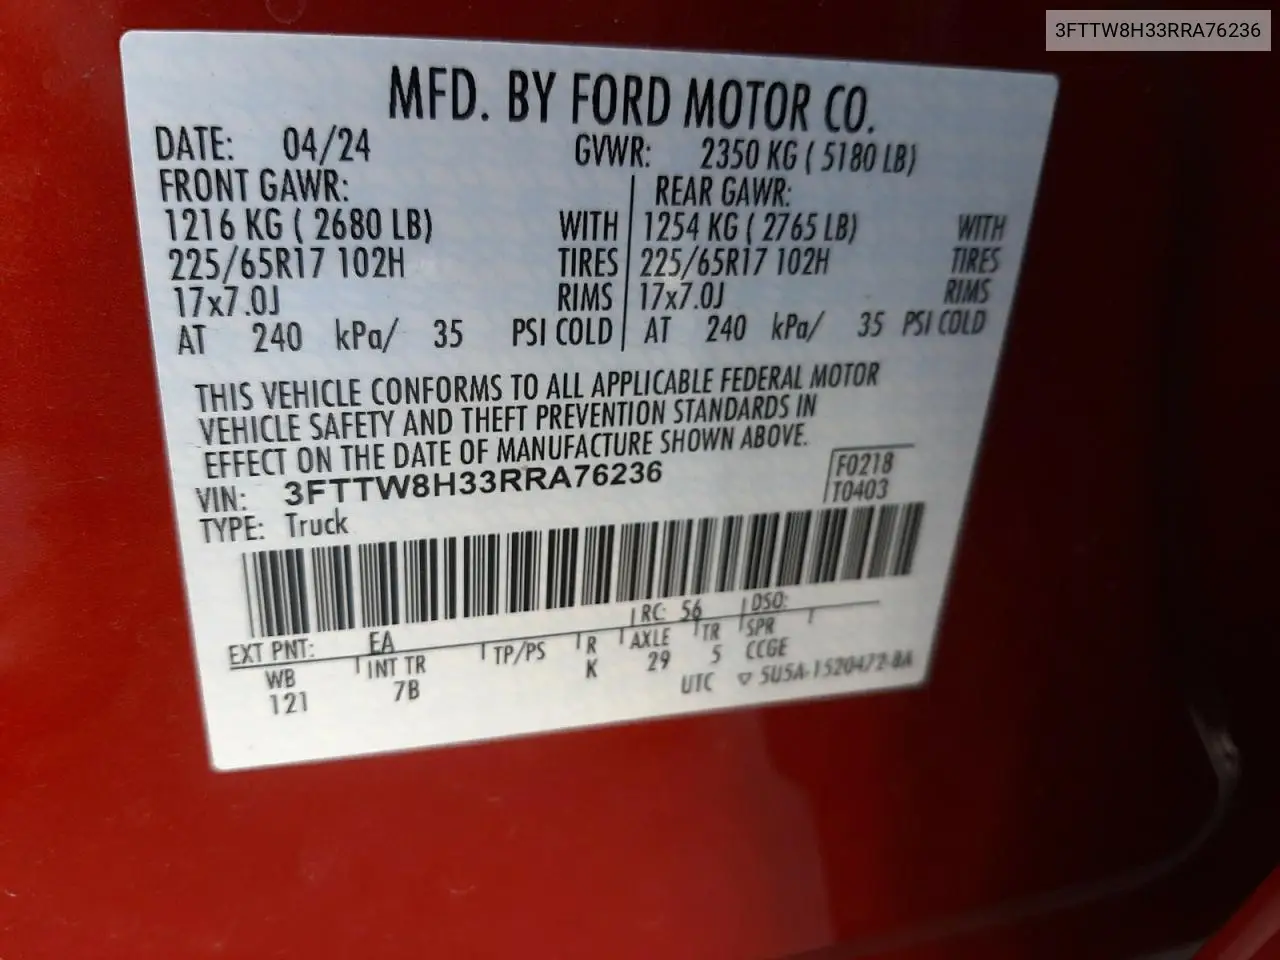 3FTTW8H33RRA76236
MFD. BY FORD MOTOR CO.
DATE: 04/24 GVWR: 2350 KG ( 5180 LB)
FRONT GAWR: REAR GAWR:
1216 KG ( 2680 LB) WITH 1254 KG ( 2765 LB) WITH
225/65R17 102H TIRES 225/65R17 102H TIRES
17x7.0J RIMS 17x7.0J RIMS
AT 240 kPa/ 35 PSI COLD AT 240 kPa/ 35 PSI COLD
THIS VEHICLE CONFORMS TO ALL APPLICABLE FEDERAL MOTOR
VEHICLE SAFETY AND THEFT PREVENTION STANDARDS IN
EFFECT ON THE DATE OF MANUFACTURE SHOWN ABOVE.
VIN: 3FTTW8H33RRA76236 F0218
TYPE: Truck T0403
EXT PNT: EA RC: 56 DSO:
WB INT TR TP/PS R AXLE TR SPR
121 7B K 29 5 CCGE
UTC ▽ 5U5A-1520472-BA